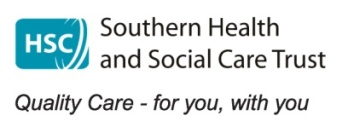 HSC
Southern Health
and Social Care Trust
Quality Care - for you, with you